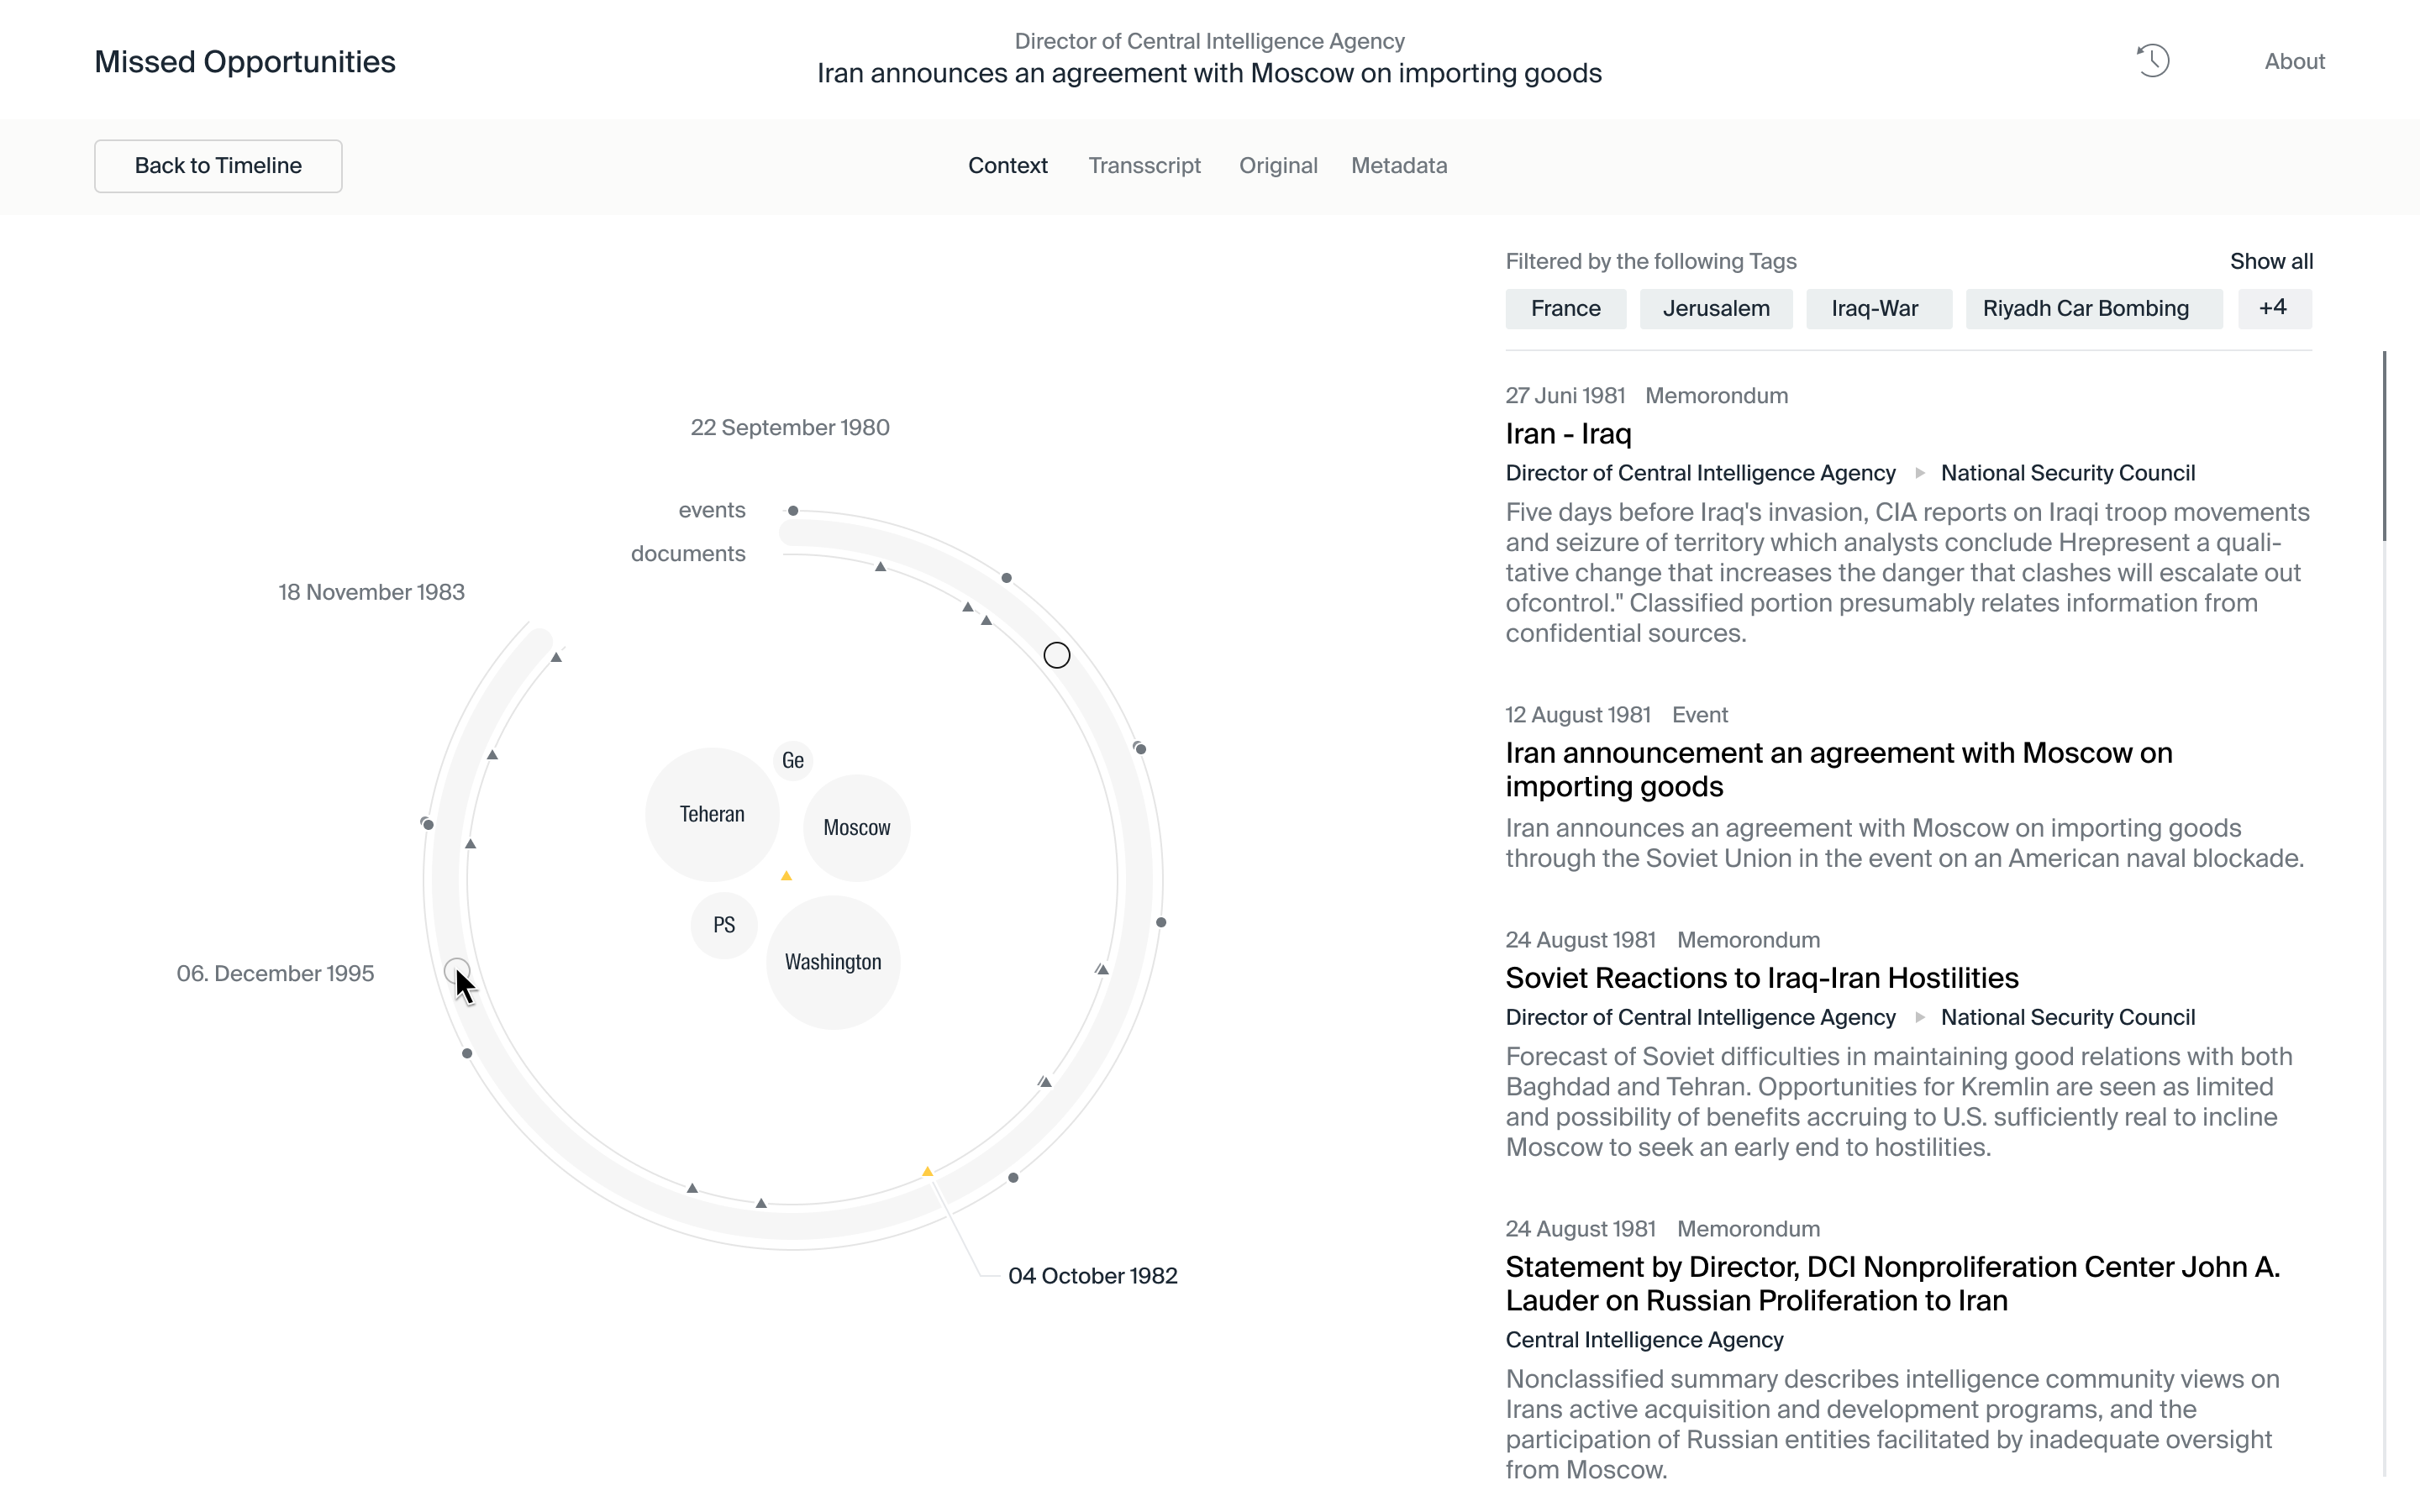 Missed Opportunities
Director of Central Intelligence Agency
Iran announces an agreement with Moscow on importing goods
About
Back to Timeline
Context
Transscript
Original
Metadata
22 September 1980
events
documents
18 November 1983
06. December 1995
04 October 1982
Ge
Teheran
Moscow
PS
Washington
Filtered by the following Tags
Show all
France
Jerusalem
Iraq-War
Riyadh Car Bombing
+4
27 Juni 1981 Memorondum
Iran - Iraq
Director of Central Intelligence Agency ▶ National Security Council
Five days before Iraq's invasion, CIA reports on Iraqi troop movements
and seizure of territory which analysts conclude Hrepresent a quali-
tative change that increases the danger that clashes will escalate out
ofcontrol." Classified portion presumably relates information from
confidential sources.
12 August 1981 Event
Iran announcement an agreement with Moscow on
importing goods
Iran announces an agreement with Moscow on importing goods
through the Soviet Union in the event on an American naval blockade.
24 August 1981 Memorondum
Soviet Reactions to Iraq-Iran Hostilities
Director of Central Intelligence Agency ▶ National Security Council
Forecast of Soviet difficulties in maintaining good relations with both
Baghdad and Tehran. Opportunities for Kremlin are seen as limited
and possibility of benefits accruing to U.S. sufficiently real to incline
Moscow to seek an early end to hostilities.
24 August 1981 Memorondum
Statement by Director, DCI Nonproliferation Center John A.
Lauder on Russian Proliferation to Iran
Central Intelligence Agency
Nonclassified summary describes intelligence community views on
Irans active acquisition and development programs, and the
participation of Russian entities facilitated by inadequate oversight
from Moscow.